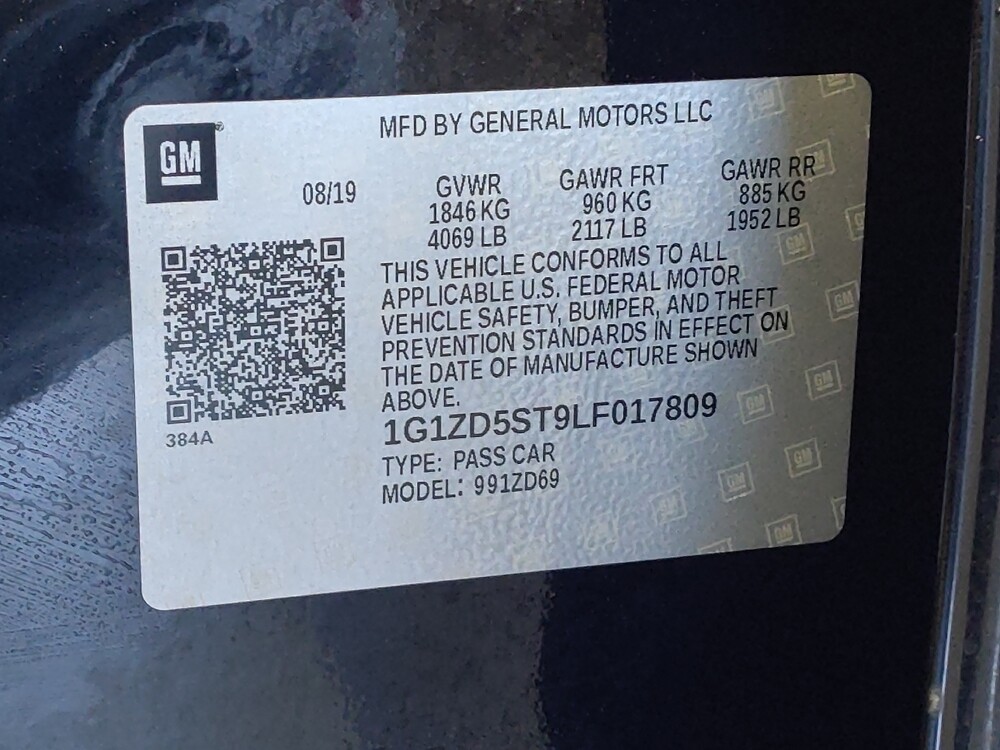 MFD BY GENERAL MOTORS LLC
GM
08/19
GVWR GAWR FRT GAWR RR
1846 KG 960 KG 885 KG
4069 LB 2117 LB 1952 LB
THIS VEHICLE CONFORMS TO ALL
APPLICABLE U.S. FEDERAL MOTOR
VEHICLE SAFETY, BUMPER, AND THEFT
PREVENTION STANDARDS IN EFFECT ON
THE DATE OF MANUFACTURE SHOWN
ABOVE.
384A
1G1ZD5ST9LF017809
TYPE: PASS CAR
MODEL: 991ZD69